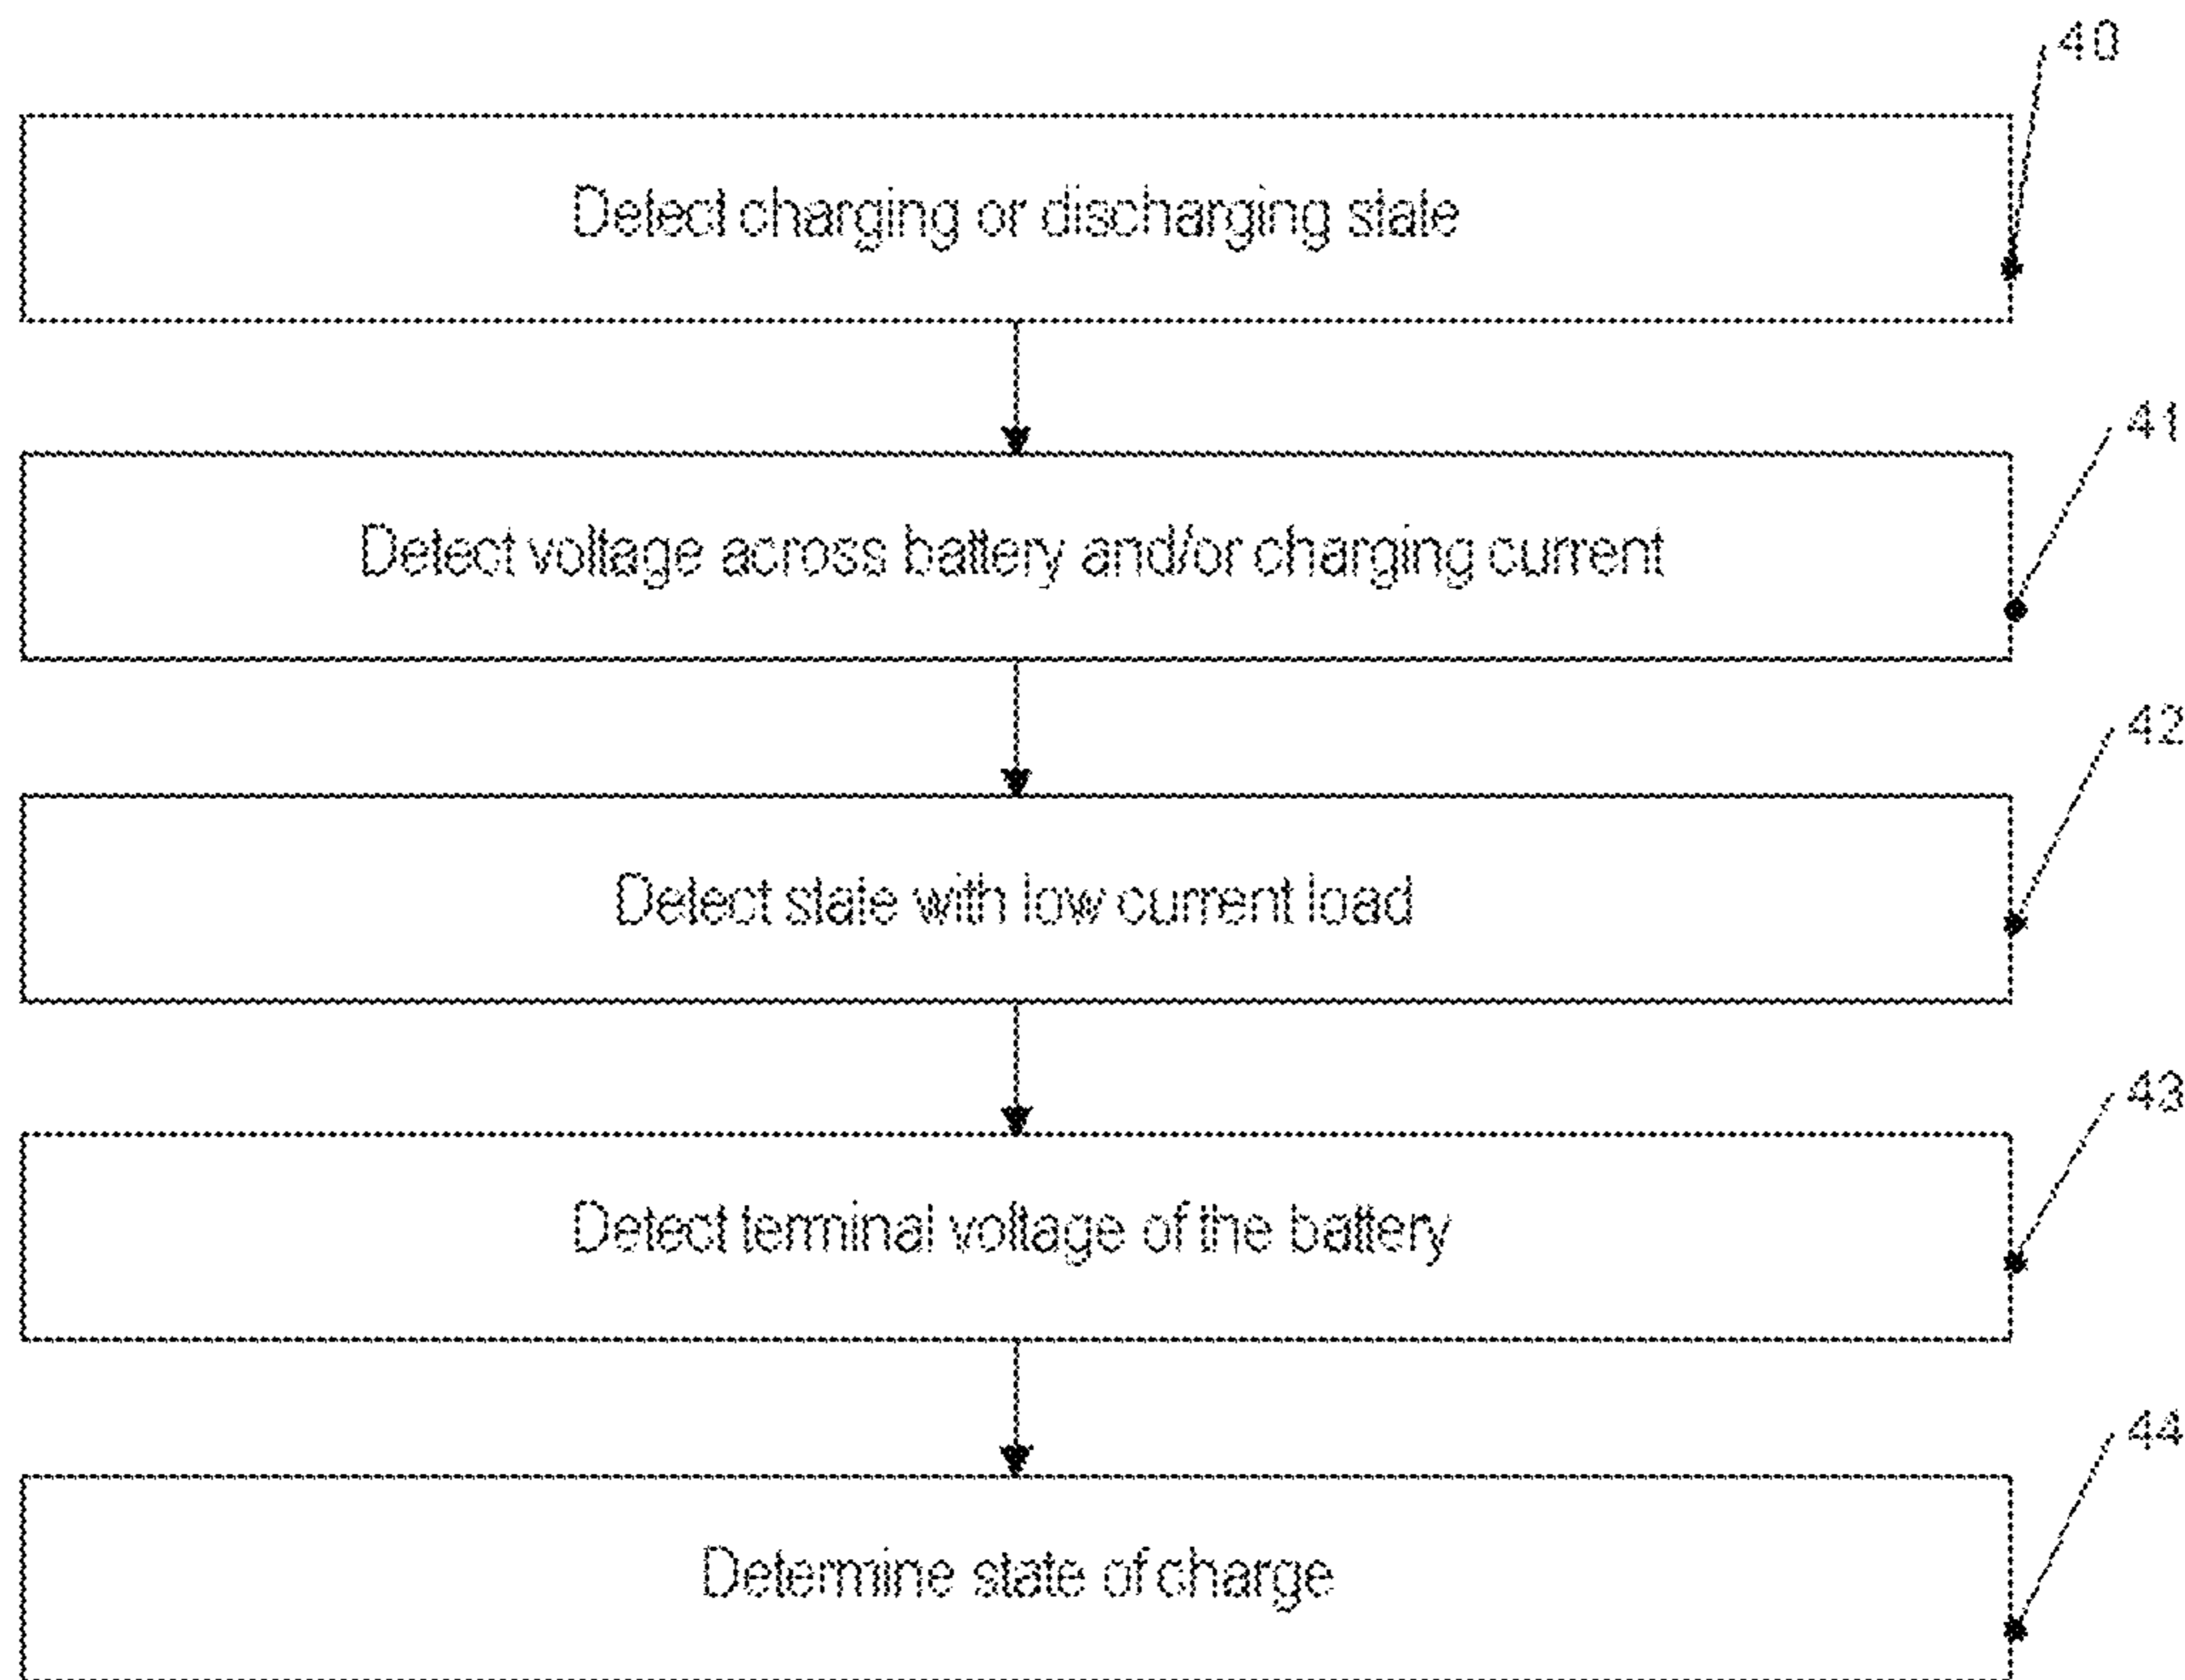 40
Detect charging or discharging state
41
Detect voltage across battery and/or charging current
42
Detect state with low current load
43
Detect terminal voltage of the battery
44
Determine state of charge